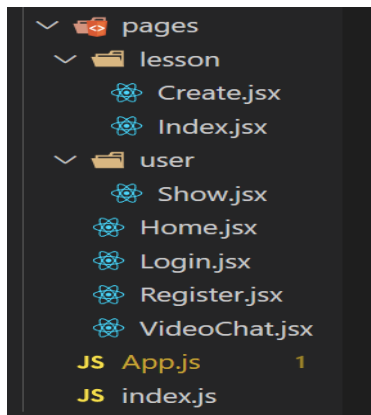 pages
lesson
Create.jsx
Index.jsx
user
Show.jsx
Home.jsx
Login.jsx
Register.jsx
VideoChat.jsx
JS App.js 1
JS index.js